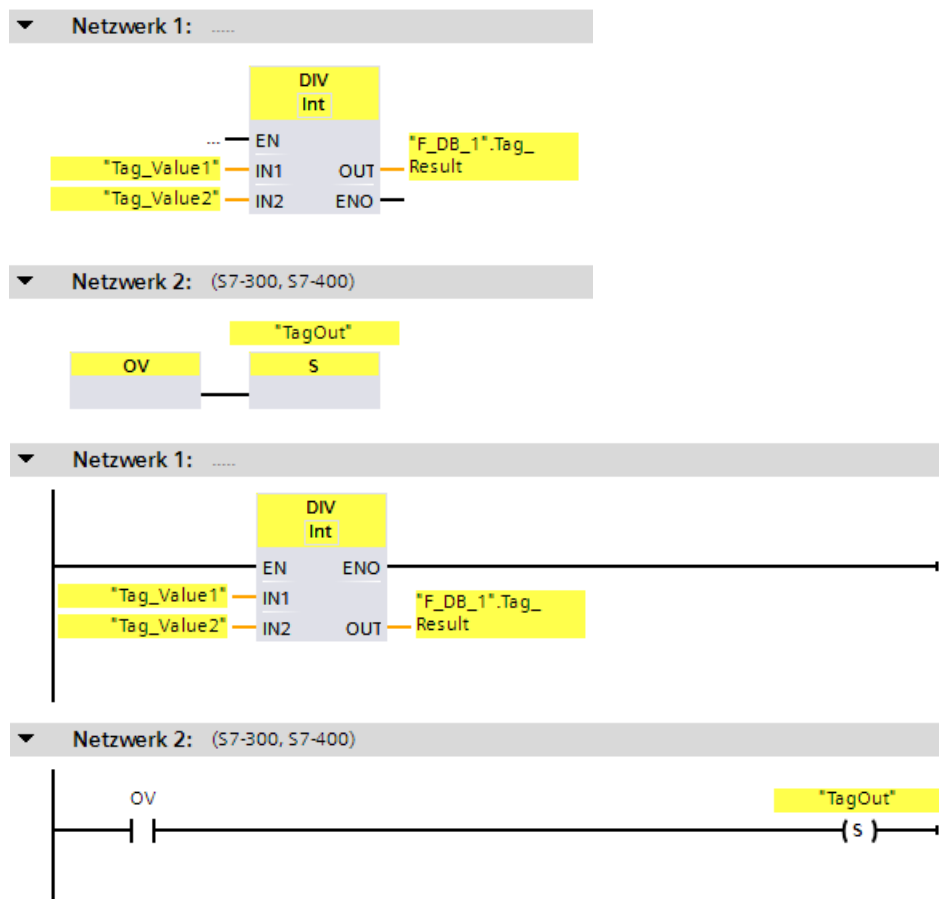 Netzwerk 1: .....
DIV
Int
... EN
"Tag_Value1" IN1 OUT "F_DB_1".Tag_
Result
"Tag_Value2" IN2 ENO
Netzwerk 2: (S7-300, S7-400)
"TagOut"
OV S
Netzwerk 1: .....
DIV
Int
EN ENO
"Tag_Value1" IN1
"Tag_Value2" IN2 OUT "F_DB_1".Tag_
Result
Netzwerk 2: (S7-300, S7-400)
OV "TagOut"
( S )